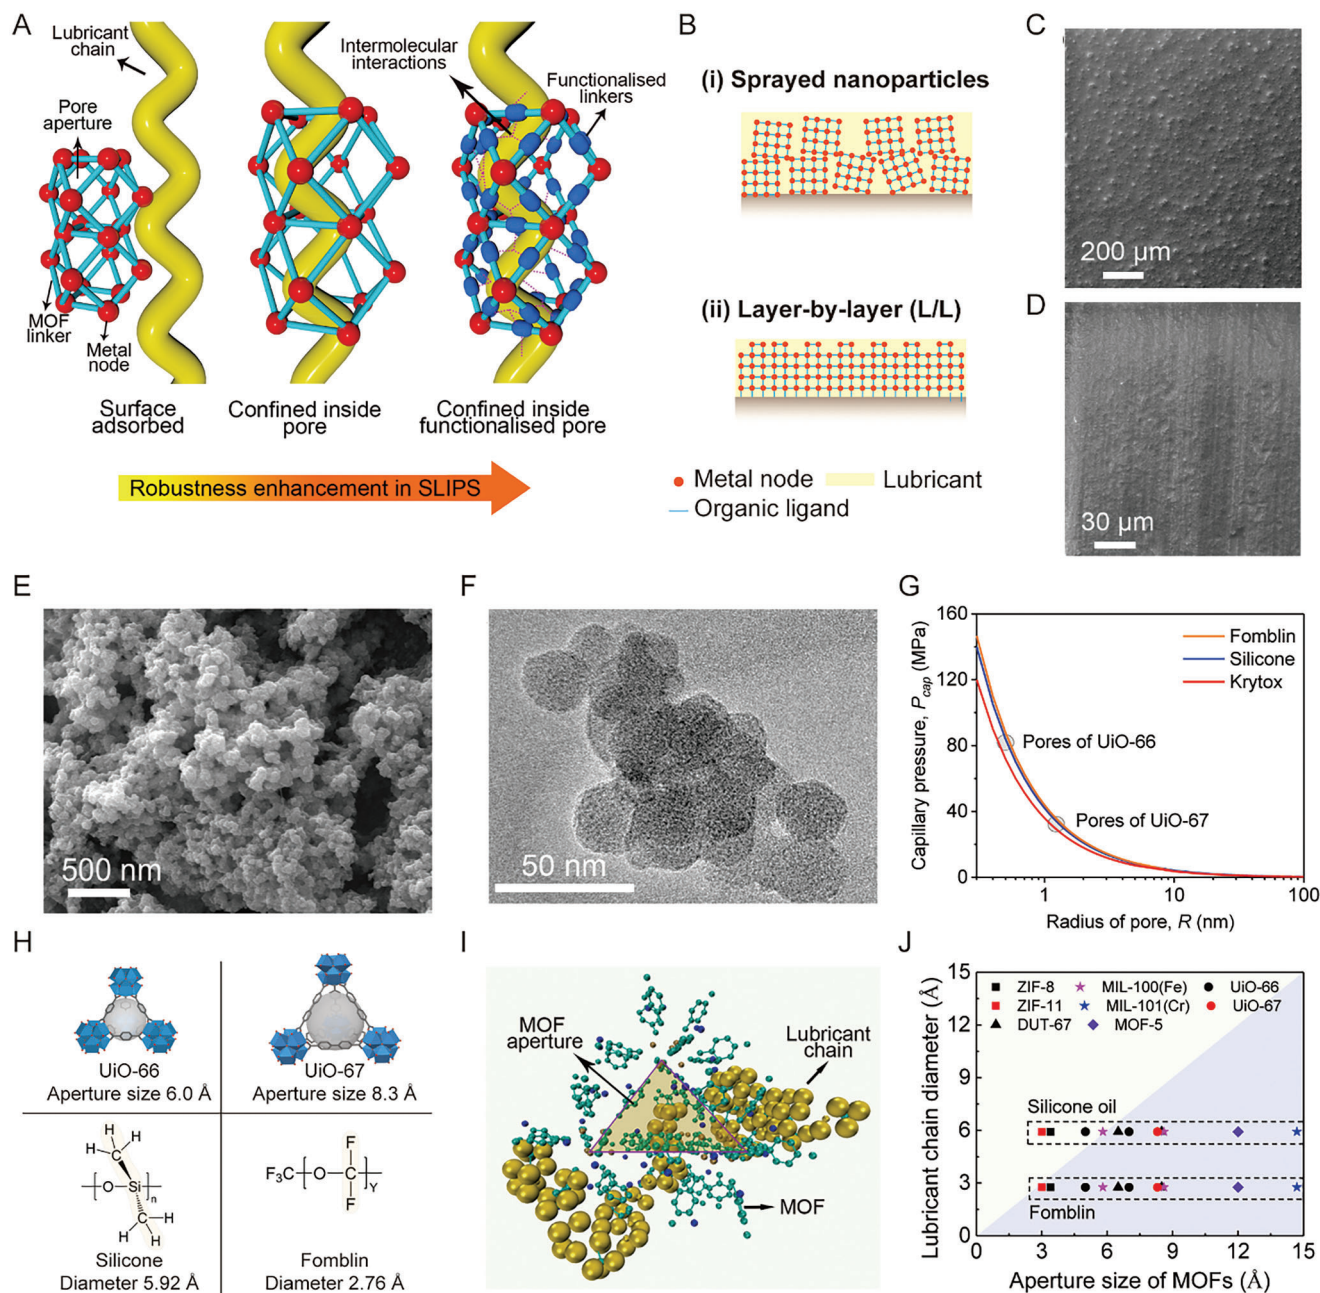 A
Lubricant
chain
Pore
aperture
MOF
linker
Metal
node
Intermolecular
interactions
Functionalised
linkers
Surface
adsorbed
Confined inside
pore
Confined inside
functionalised pore
Robustness enhancement in SLIPS
B
(i) Sprayed nanoparticles
(ii) Layer-by-layer (L/L)
Metal node
Lubricant
Organic ligand
C
200 µm
D
30 µm
E
500 nm
F
50 nm
G
Capillary pressure, Pcap (MPa)
160
120
80
40
0
Fomblin
Silicone
Krytox
Pores of UiO-66
Pores of UiO-67
1
10
100
Radius of pore, R (nm)
H
UiO-66
Aperture size 6.0 Å
UiO-67
Aperture size 8.3 Å
H
H
C
H
O
Si
n
C
H
H
H
Silicone
Diameter 5.92 Å
F
F3C
O
C
Y
F
Fomblin
Diameter 2.76 Å
I
MOF
aperture
Lubricant
chain
MOF
J
Lubricant chain diameter (Å)
15
12
9
6
3
0
ZIF-8
MIL-100(Fe)
UiO-66
ZIF-11
MIL-101(Cr)
UiO-67
DUT-67
MOF-5
Silicone oil
Fomblin
0
3
6
9
12
15
Aperture size of MOFs (Å)